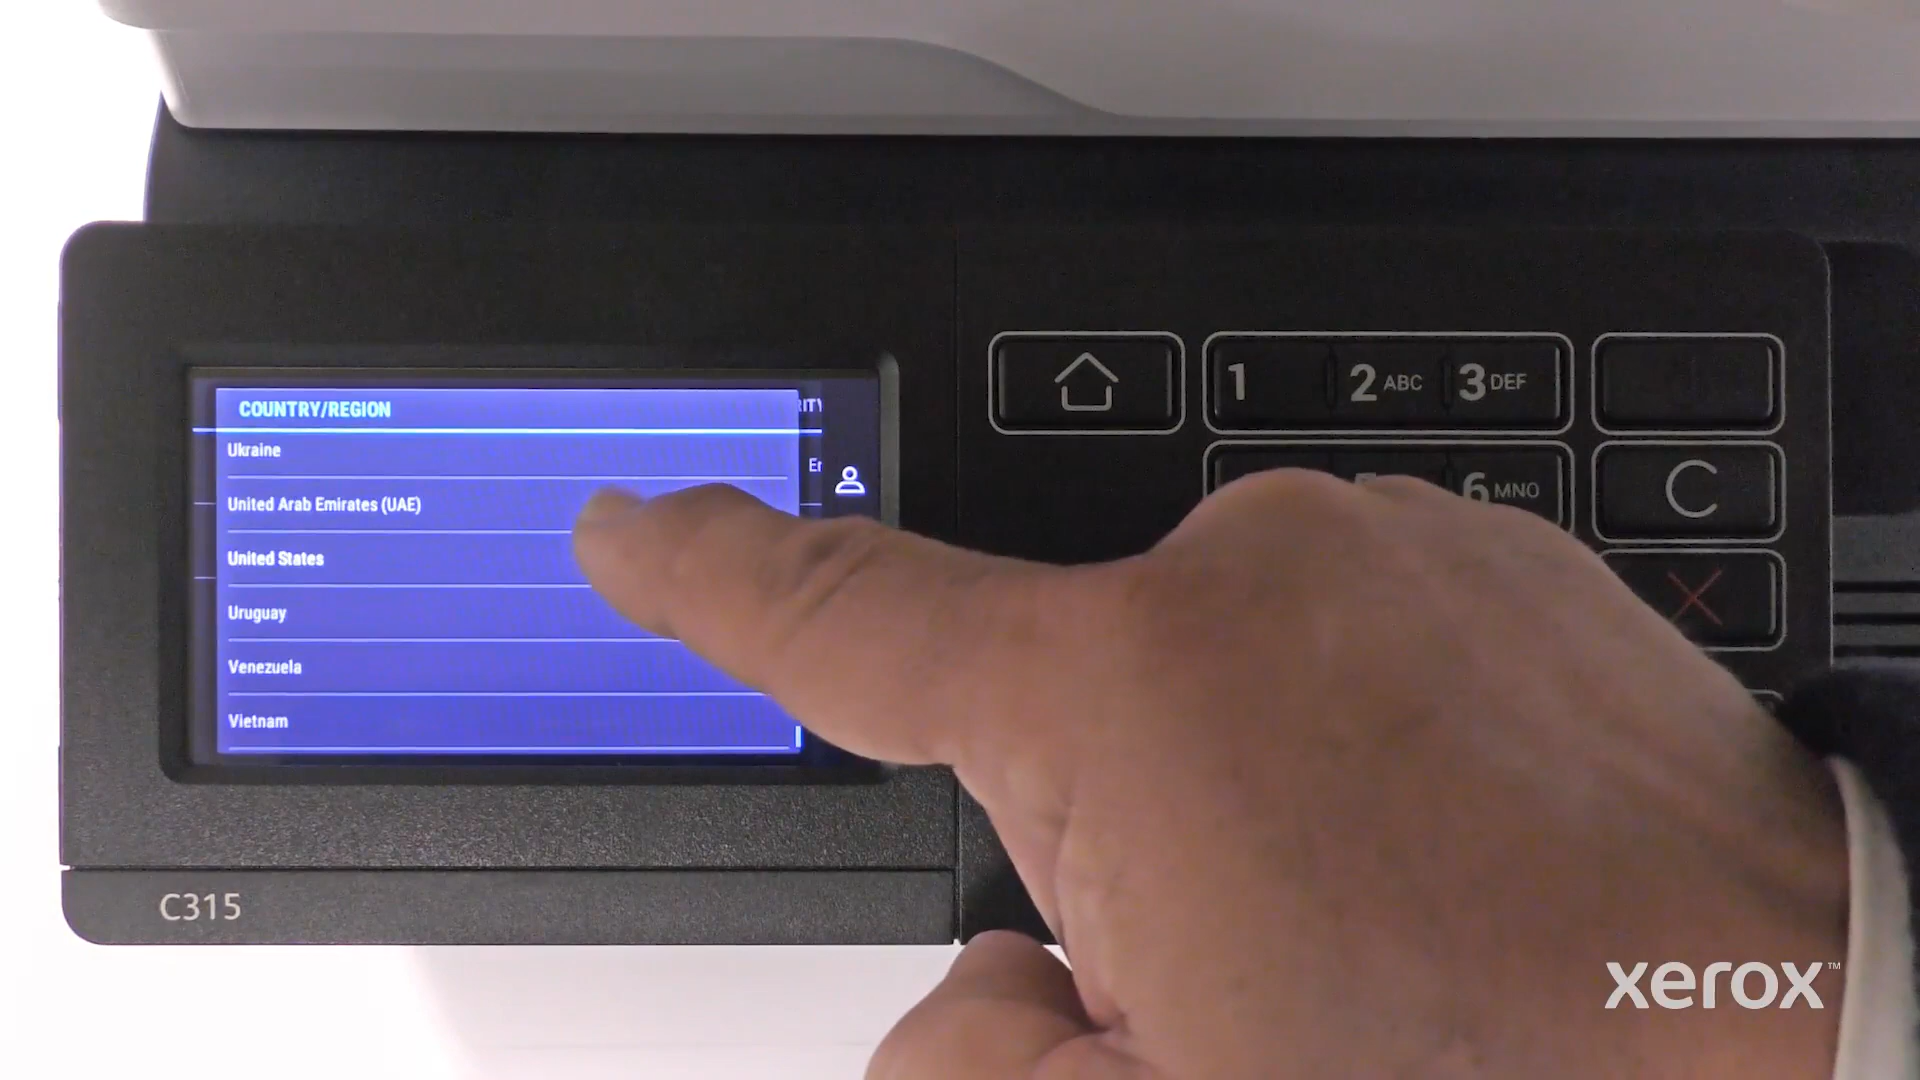 COUNTRY/REGION
Ukraine
United Arab Emirates (UAE)
United States
Uruguay
Venezuela
Vietnam
1 2 ABC 3 DEF
6 MNO
C
C315
xerox™